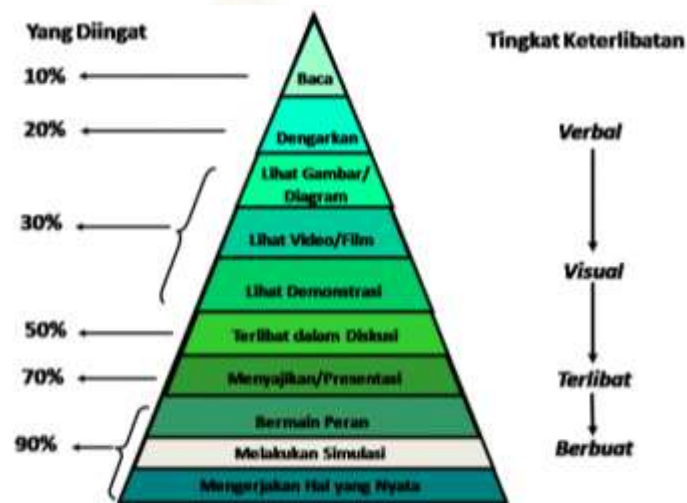 Yang Diingat
Tingkat Keterlibatan
10%
Baca
20%
Dengarkan
Verbal
Lihat Gambar/
Diagram
30%
Lihat Video/Film
Visual
Lihat Demonstrasi
50%
Terlibat dalam Diskusi
70%
Menyajikan/Presentasi
Terlibat
Bermain Peran
90%
Melakukan Simulasi
Berbuat
Mengerjakan Hal yang Nyata